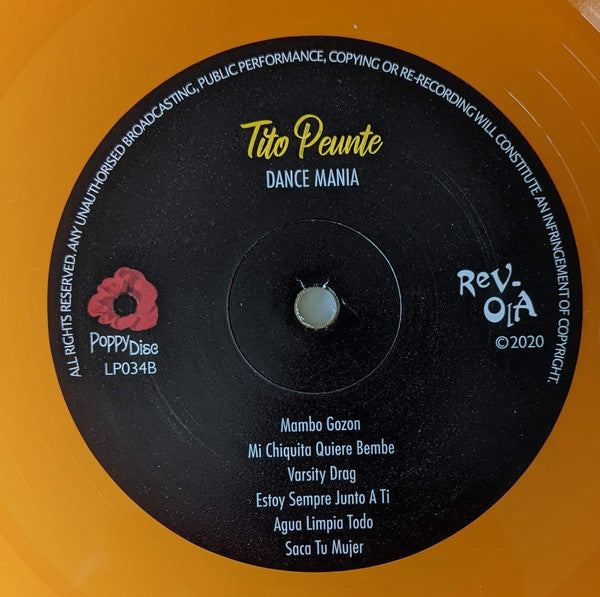 ALL RIGHTS RESERVED. ANY UNAUTHORISED BROADCASTING, PUBLIC PERFORMANCE, COPYING OR RE-RECORDING WILL CONSTITUTE AN INFRINGEMENT OF COPYRIGHT.
Tito Peunte
DANCE MANIA
Poppy Disc
LP034B
Rev-
Ola
©2020
Mambo Gozon
Mi Chiquita Quiere Bembe
Varsity Drag
Estoy Sempre Junto A Ti
Agua Limpia Todo
Saca Tu Mujer